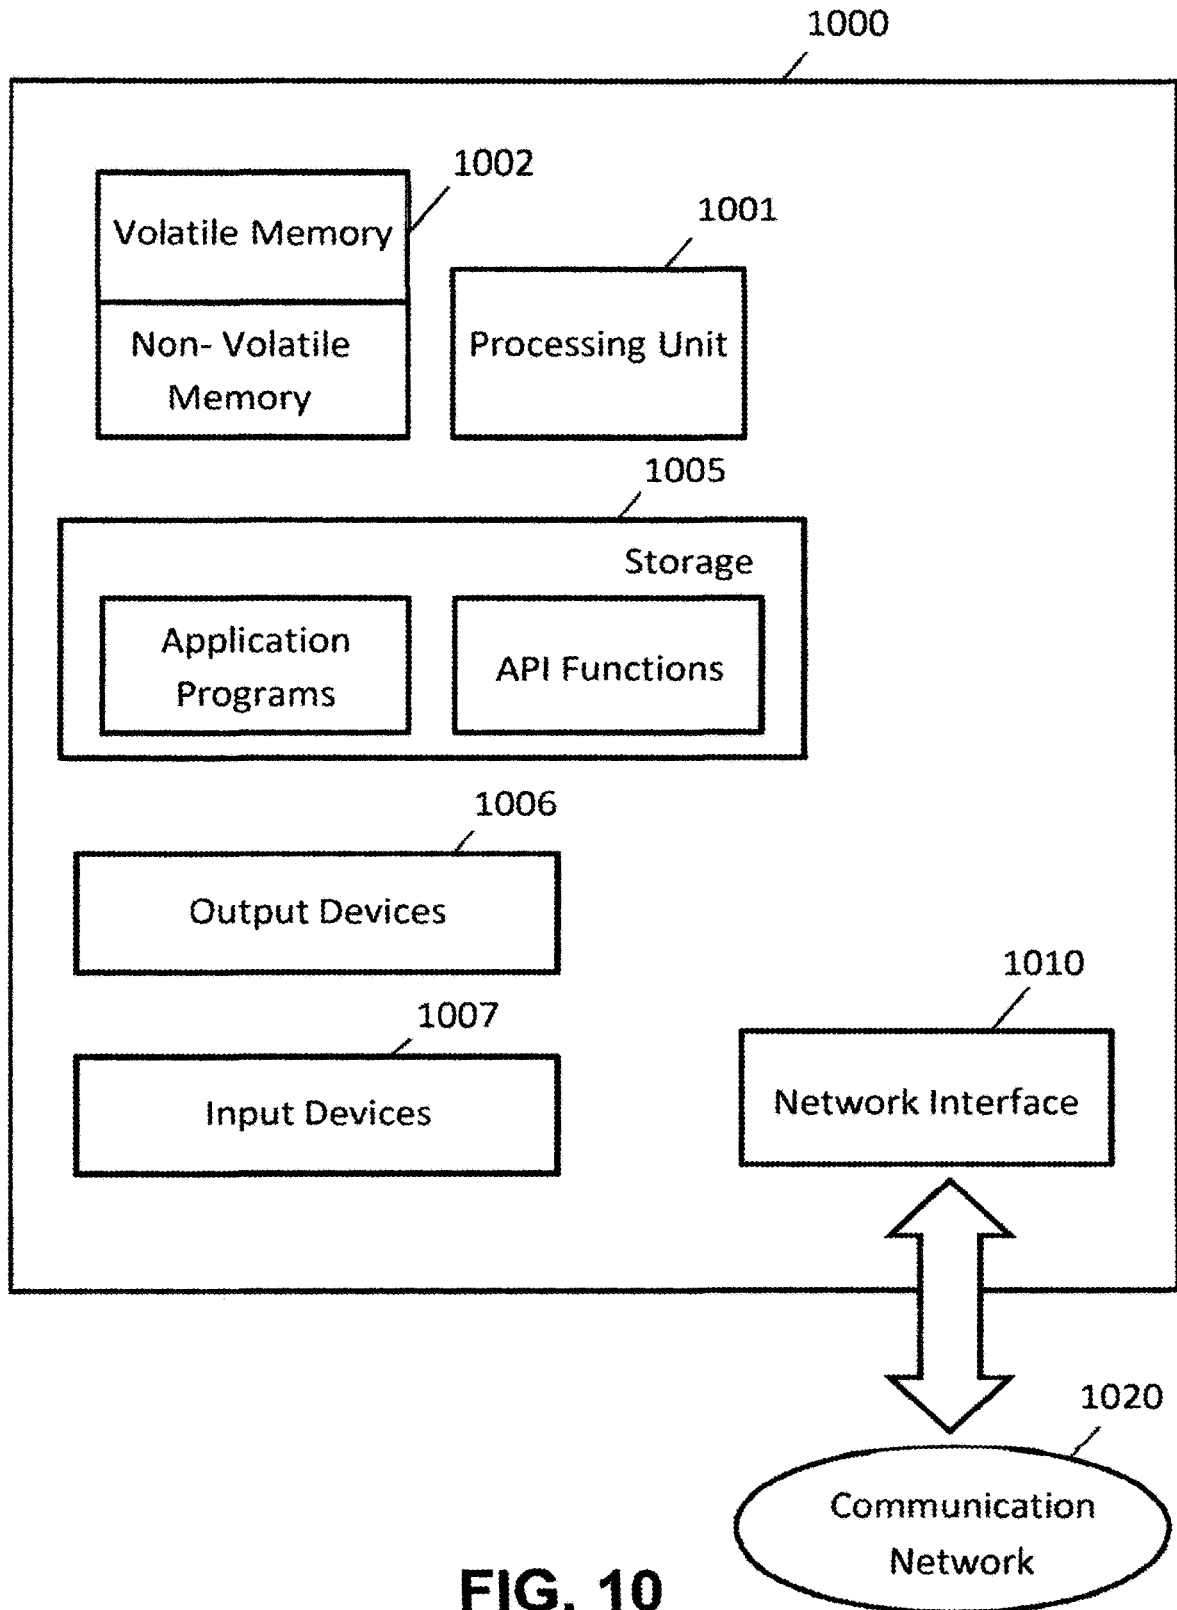 1000
1002
Volatile Memory
Non- Volatile
Memory
1001
Processing Unit
1005
Storage
Application
Programs
API Functions
1006
Output Devices
1007
Input Devices
1010
Network Interface
1020
Communication
Network
FIG. 10